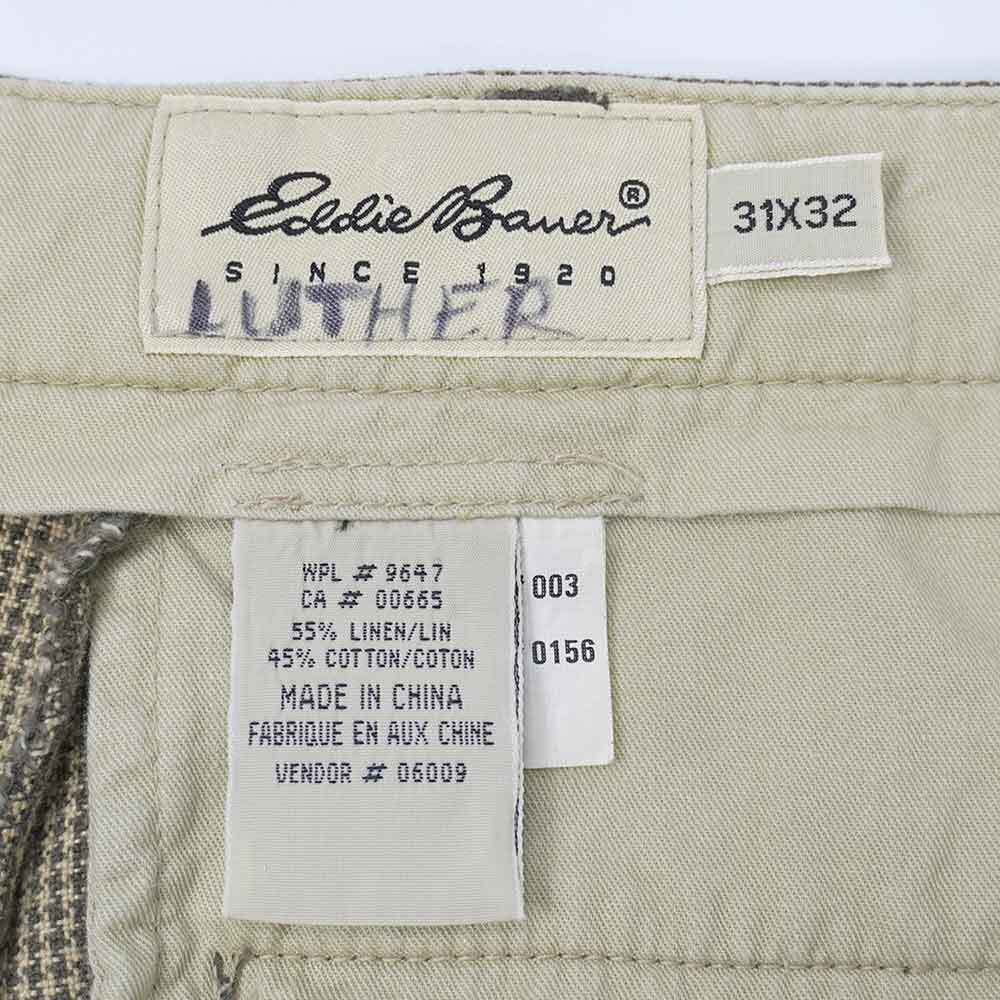 Eddie Bauer®
SINCE 1920
LUTHER
31X32
WPL # 9647
CA # 00665
55% LINEN/LIN
45% COTTON/COTON
MADE IN CHINA
FABRIQUE EN AUX CHINE
VENDOR # 06009
003
0156